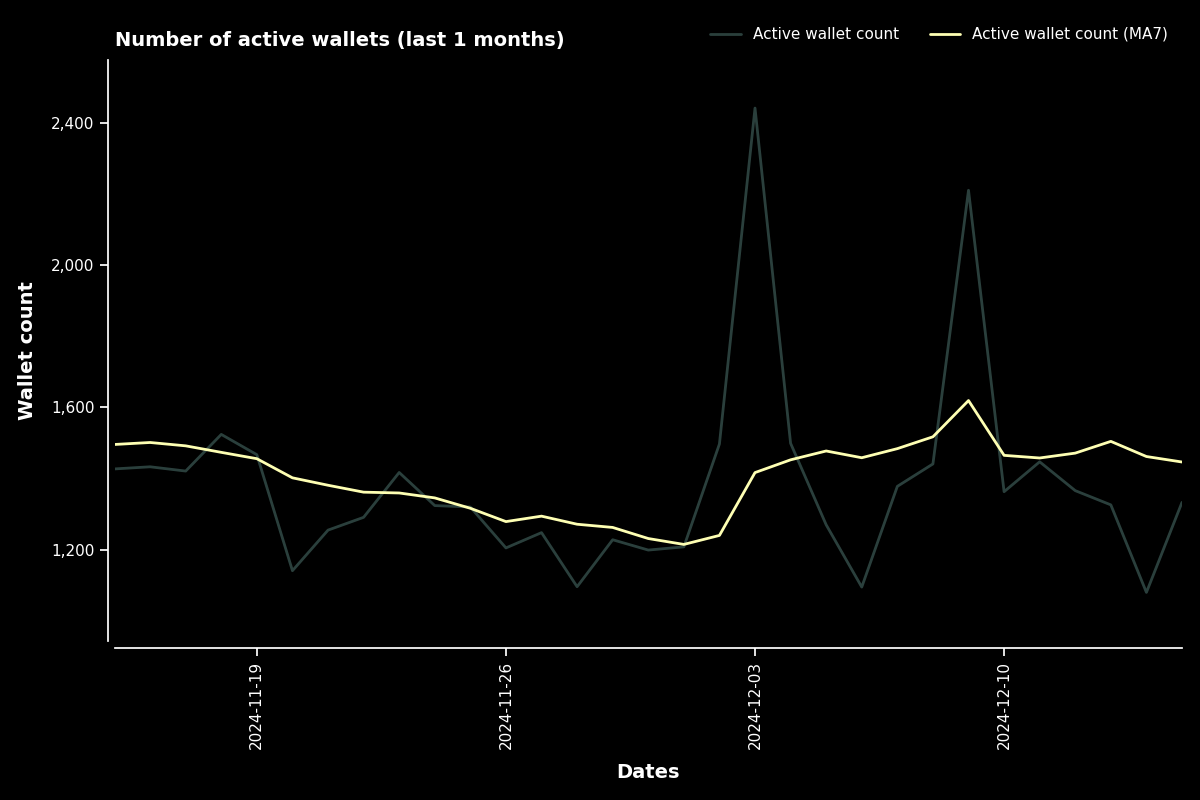 Number of active wallets (last 1 months)
Active wallet count
Active wallet count (MA7)
Wallet count
2,400
2,000
1,600
1,200
2024-11-19
2024-11-26
2024-12-03
2024-12-10
Dates